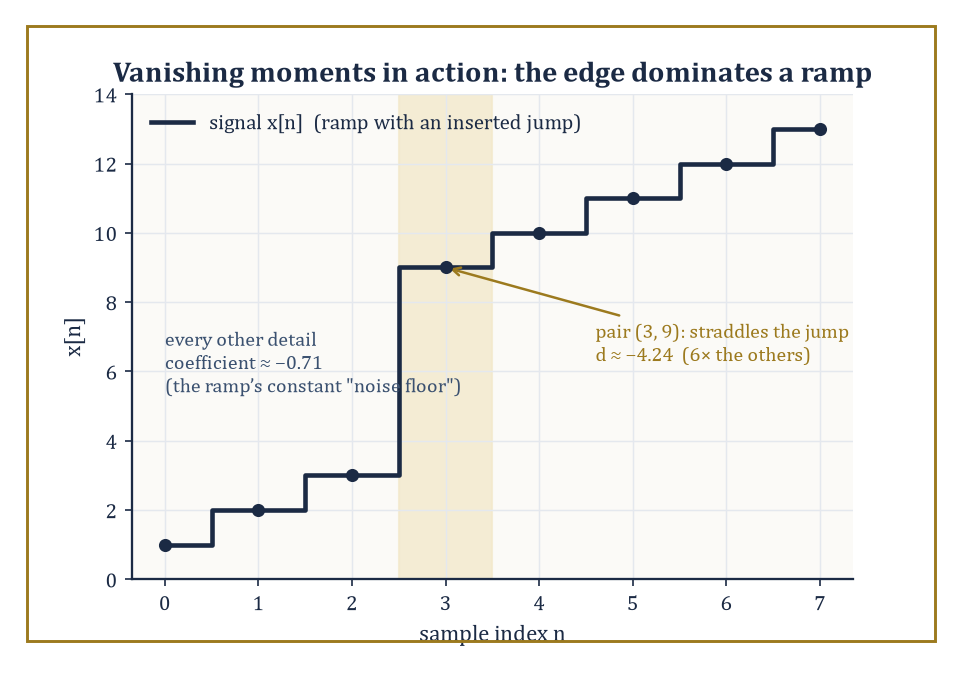 Vanishing moments in action: the edge dominates a ramp
14
signal x[n]  (ramp with an inserted jump)
12
10
8
pair (3, 9): straddles the jump
d ≈ −4.24  (6× the others)
every other detail
coefficient ≈ −0.71
(the ramp’s constant "noise floor")
x[n]
6
4
2
0
0 1 2 3 4 5 6 7
sample index n